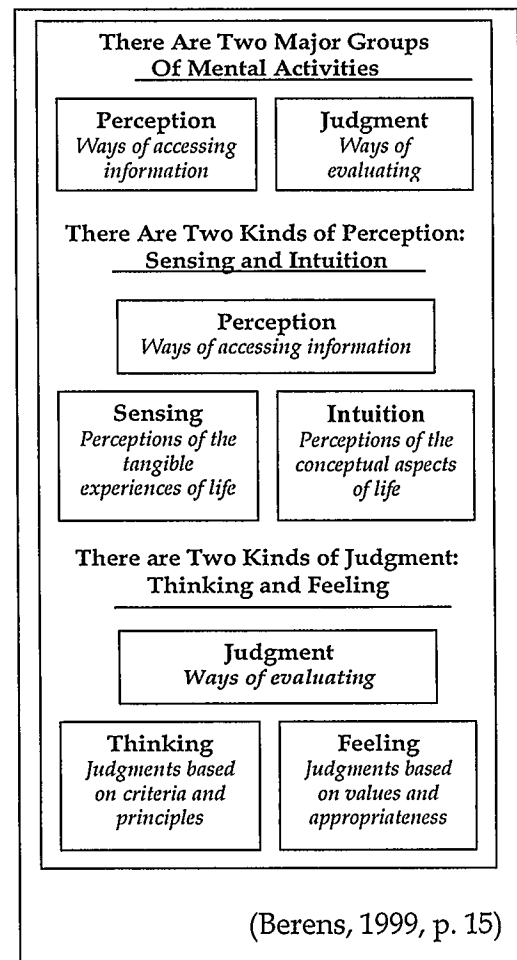 There Are Two Major Groups
Of Mental Activities
Perception
Ways of accessing
information
Judgment
Ways of
evaluating
There Are Two Kinds of Perception:
Sensing and Intuition
Perception
Ways of accessing information
Sensing
Perceptions of the
tangible
experiences of life
Intuition
Perceptions of the
conceptual aspects
of life
There are Two Kinds of Judgment:
Thinking and Feeling
Judgment
Ways of evaluating
Thinking
Judgments based
on criteria and
principles
Feeling
Judgments based
on values and
appropriateness
(Berens, 1999, p. 15)